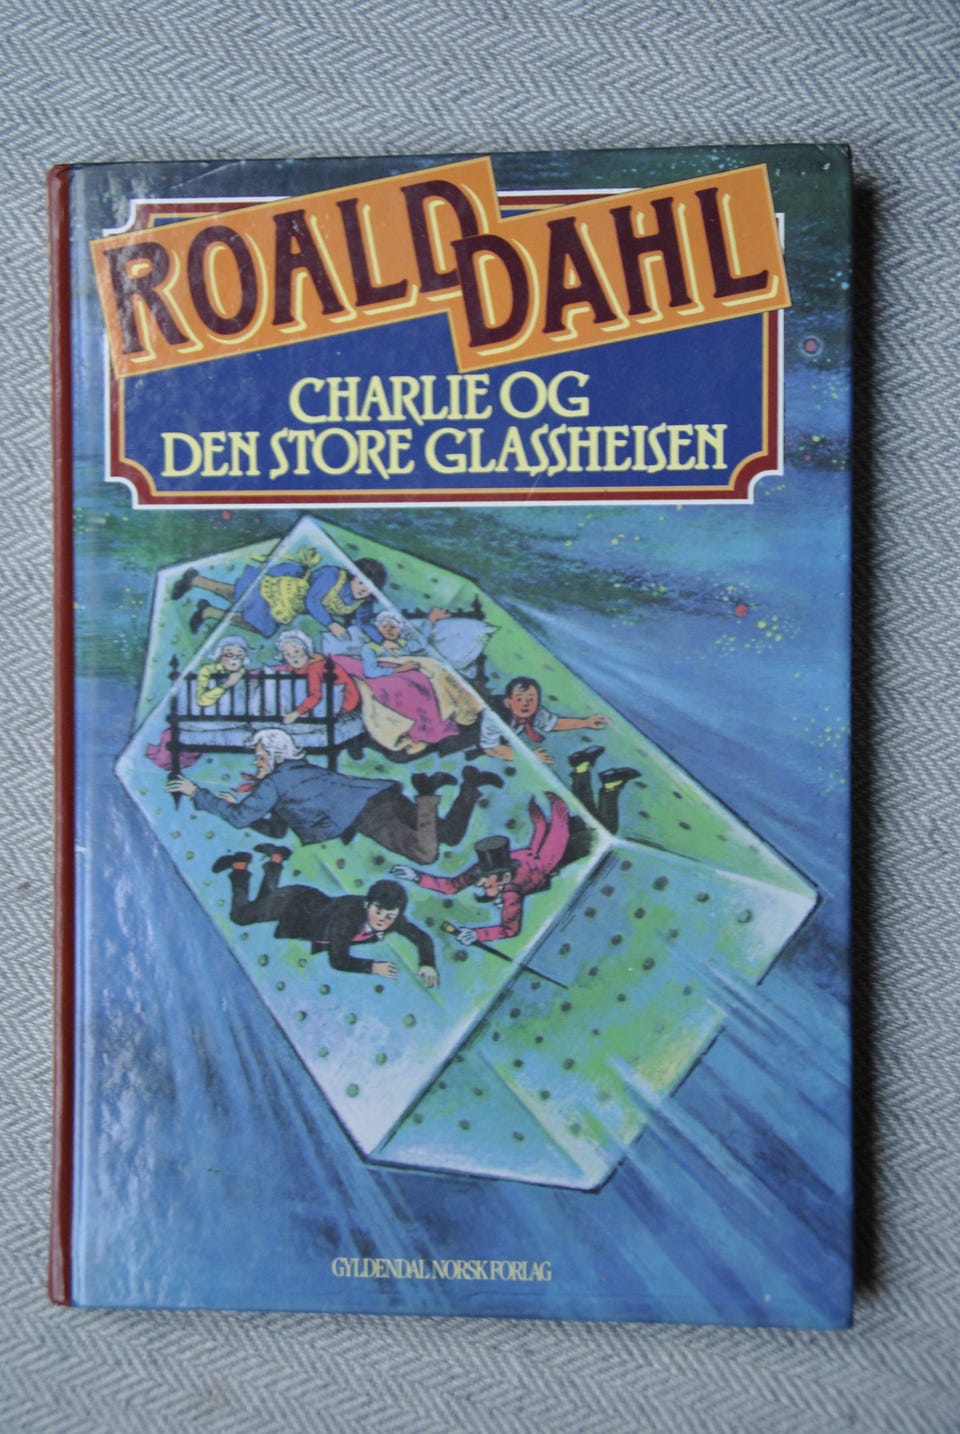 ROALD DAHL
CHARLIE OG
DEN STORE GLASSHEISEN
GYLDENDAL NORSK FORLAG